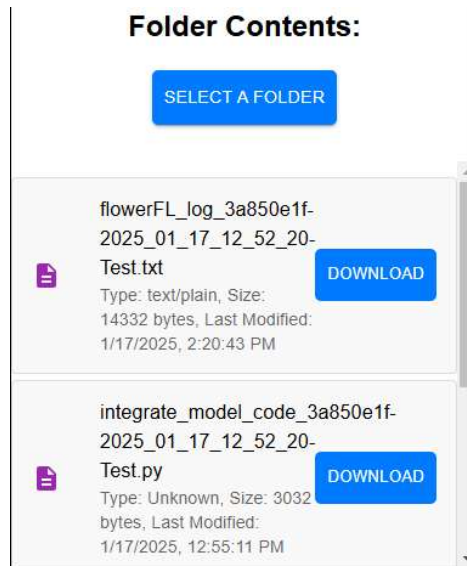 Folder Contents:
SELECT A FOLDER
flowerFL_log_3a850e1f-
2025_01_17_12_52_20-
Test.txt
Type: text/plain, Size:
14332 bytes, Last Modified:
1/17/2025, 2:20:43 PM
DOWNLOAD
integrate_model_code_3a850e1f-
2025_01_17_12_52_20-
Test.py
Type: Unknown, Size: 3032
bytes, Last Modified:
1/17/2025, 12:55:11 PM
DOWNLOAD